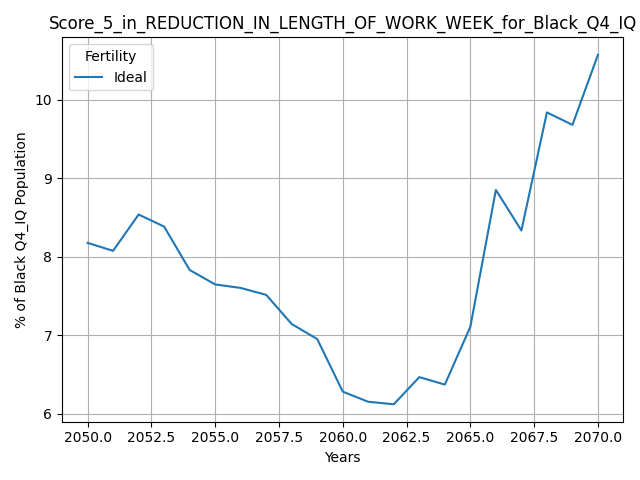 Score_5_in_REDUCTION_IN_LENGTH_OF_WORK_WEEK_for_Black_Q4_IQ
Fertility
Ideal
% of Black Q4_IQ Population
10
9
8
7
6
2050.0 2052.5 2055.0 2057.5 2060.0 2062.5 2065.0 2067.5 2070.0
Years